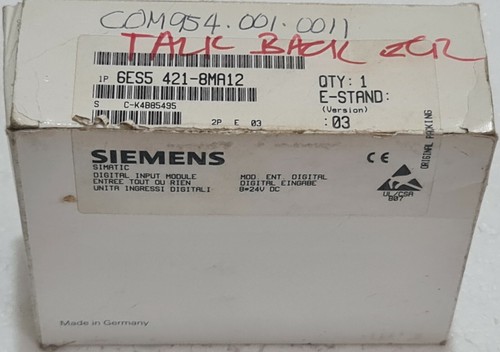 COM954.001.0011
TALK BACK ECR
1P 6ES5 421-8MA12
QTY: 1
E-STAND:
(Version)
S C-K4B85495
2P E 03
:03
ORIGINAL PACKING
SIEMENS
SIMATIC
DIGITAL INPUT MODULE MOD. ENT. DIGITAL
ENTREE TOUT OU RIEN DIGITAL EINGABE
UNITA INGRESSI DIGITALI 8*24V DC
CE
UL/CSA
807
Made in Germany